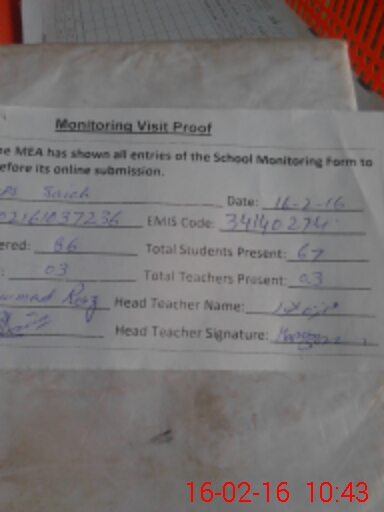 Monitoring Visit Proof
he MEA has shown all entries of the School Monitoring Form to
efore its online submission.
Date: 16-2-16
02161037236 EMIS Code: 34140274
ered: 86 Total Students Present: 67
: 03 Total Teachers Present: 03
Head Teacher Name:
Head Teacher Signature:
16-02-16 10:43